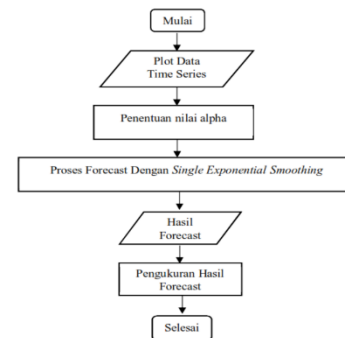 Mulai
Plot Data
Time Series
Penentuan nilai alpha
Proses Forecast Dengan Single Exponential Smoothing
Hasil
Forecast
Pengukuran Hasil
Forecast
Selesai